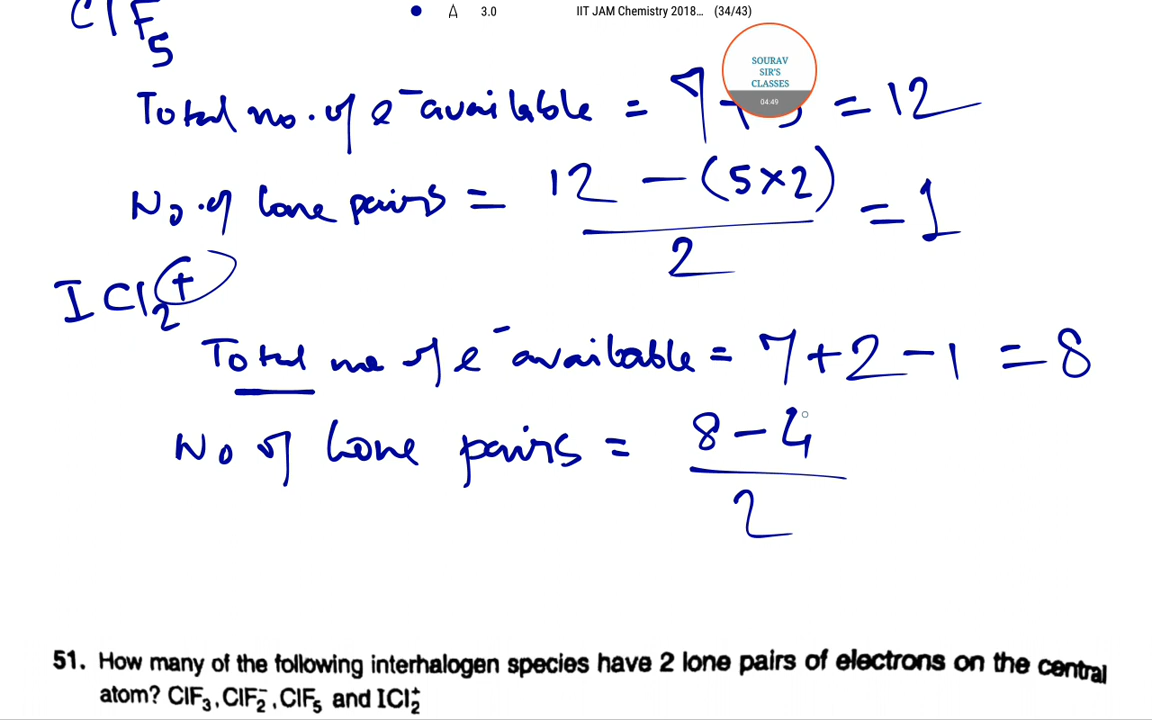 ClF5
3.0 IIT JAM Chemistry 2018... (34/43)
SOURAV
SIR'S
CLASSES
04:49
Total no. of e⁻ available = 7 + 5 = 12
No. of lone pairs = 12 - (5×2) / 2 = 1
ICl2+
Total no of e⁻ available = 7+2-1 = 8
No of lone pairs = 8-4 / 2
51. How many of the following interhalogen species have 2 lone pairs of electrons on the central
atom? ClF₃, ClF₂⁻, ClF₅ and ICl₂⁺